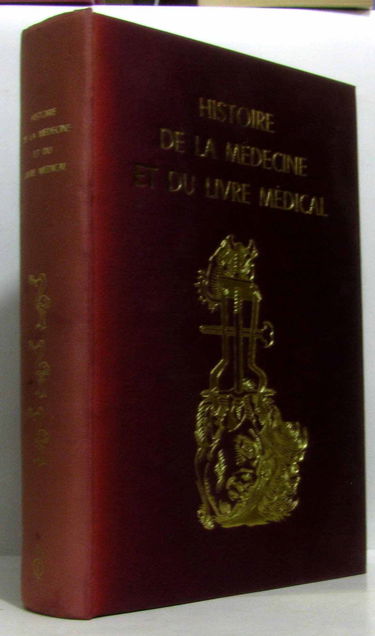 HISTOIRE
DE LA MÉDECINE
ET DU
LIVRE MÉDICAL
HISTOIRE
DE LA MÉDECINE
ET DU LIVRE MÉDICAL